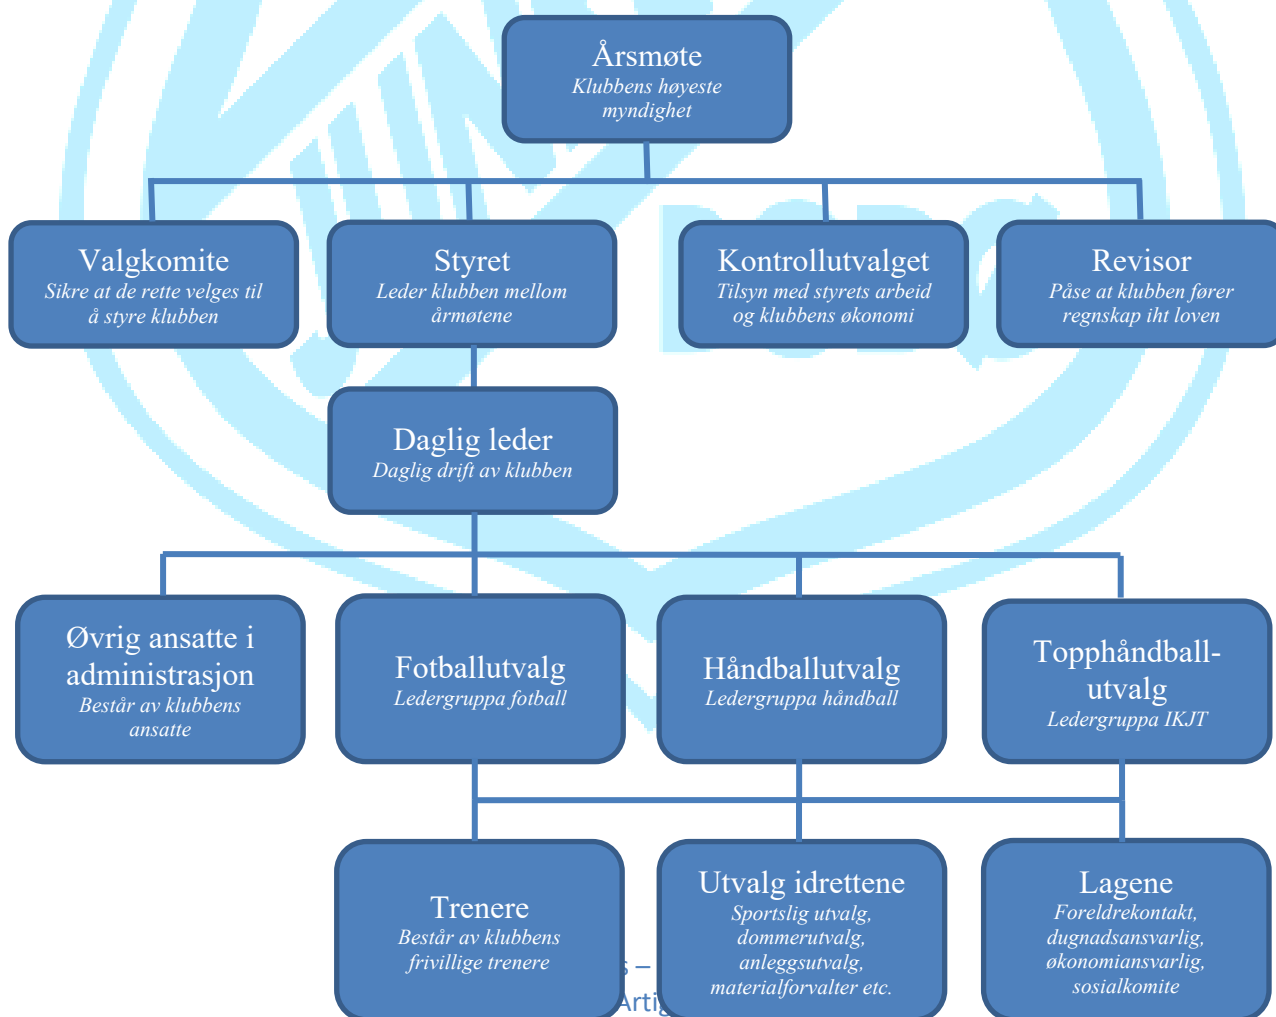 Årsmøte
Klubbens høyeste
myndighet
Valgkomite
Sikre at de rette velges til
å styre klubben
Styret
Leder klubben mellom
årmøtene
Kontrollutvalget
Tilsyn med styrets arbeid
og klubbens økonomi
Revisor
Påse at klubben fører
regnskap iht loven
Daglig leder
Daglig drift av klubben
Øvrig ansatte i
administrasjon
Består av klubbens
ansatte
Fotballutvalg
Ledergruppa fotball
Håndballutvalg
Ledergruppa håndball
Topphåndball-
utvalg
Ledergruppa IKJT
Trenere
Består av klubbens
frivillige trenere
Utvalg idrettene
Sportslig utvalg,
dommerutvalg,
anleggsutvalg,
materialforvalter etc.
Lagene
Foreldrekontakt,
dugnadsansvarlig,
økonomiansvarlig,
sosialkomite